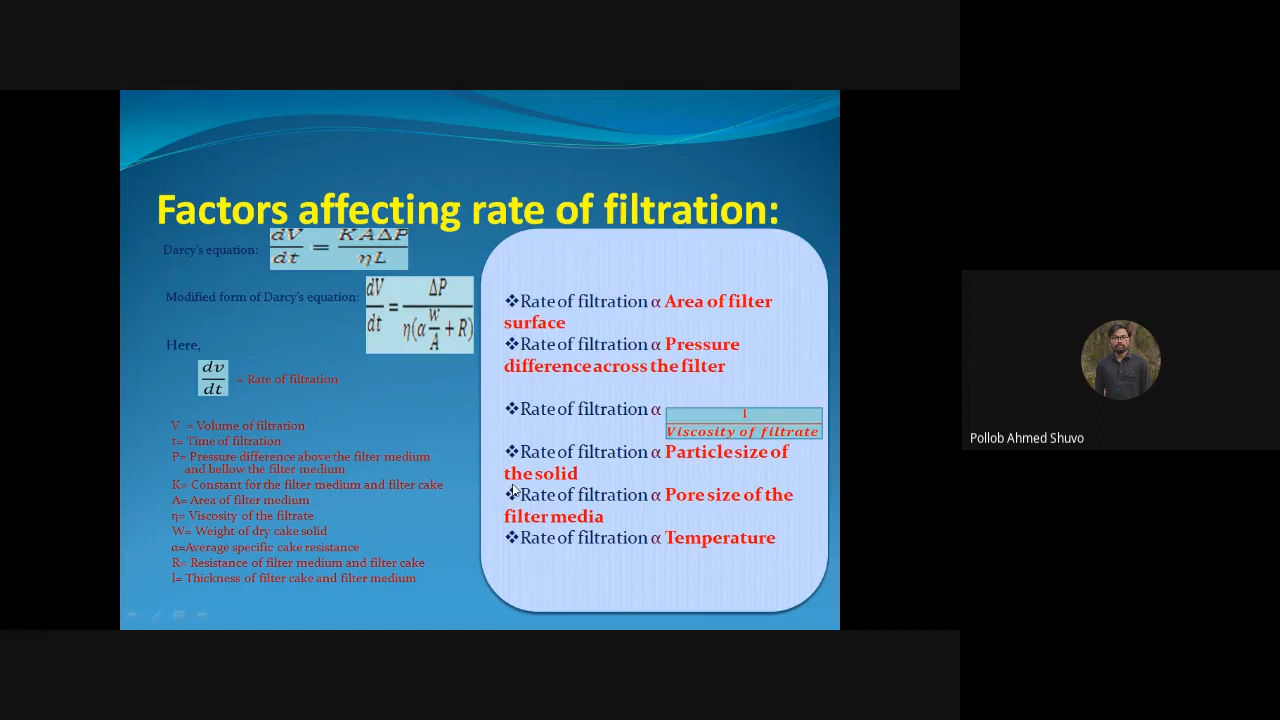 Factors affecting rate of filtration:
Darcy's equation: dV/dt = K A ΔP / ηL
Modified form of Darcy's equation: dV/dt = ΔP / η(α w/A + R)
Here,
dv/dt = Rate of filtration
V = Volume of filtration
t= Time of filtration
P= Pressure difference above the filter medium
and bellow the filter medium
K= Constant for the filter medium and filter cake
A= Area of filter medium
η= Viscosity of the filtrate
W= Weight of dry cake solid
α=Average specific cake resistance
R= Resistance of filter medium and filter cake
l= Thickness of filter cake and filter medium
❖Rate of filtration α Area of filter
surface
❖Rate of filtration α Pressure
difference across the filter
❖Rate of filtration α 1 / Viscosity of filtrate
❖Rate of filtration α Particle size of
the solid
❖Rate of filtration α Pore size of the
filter media
❖Rate of filtration α Temperature
Pollob Ahmed Shuvo